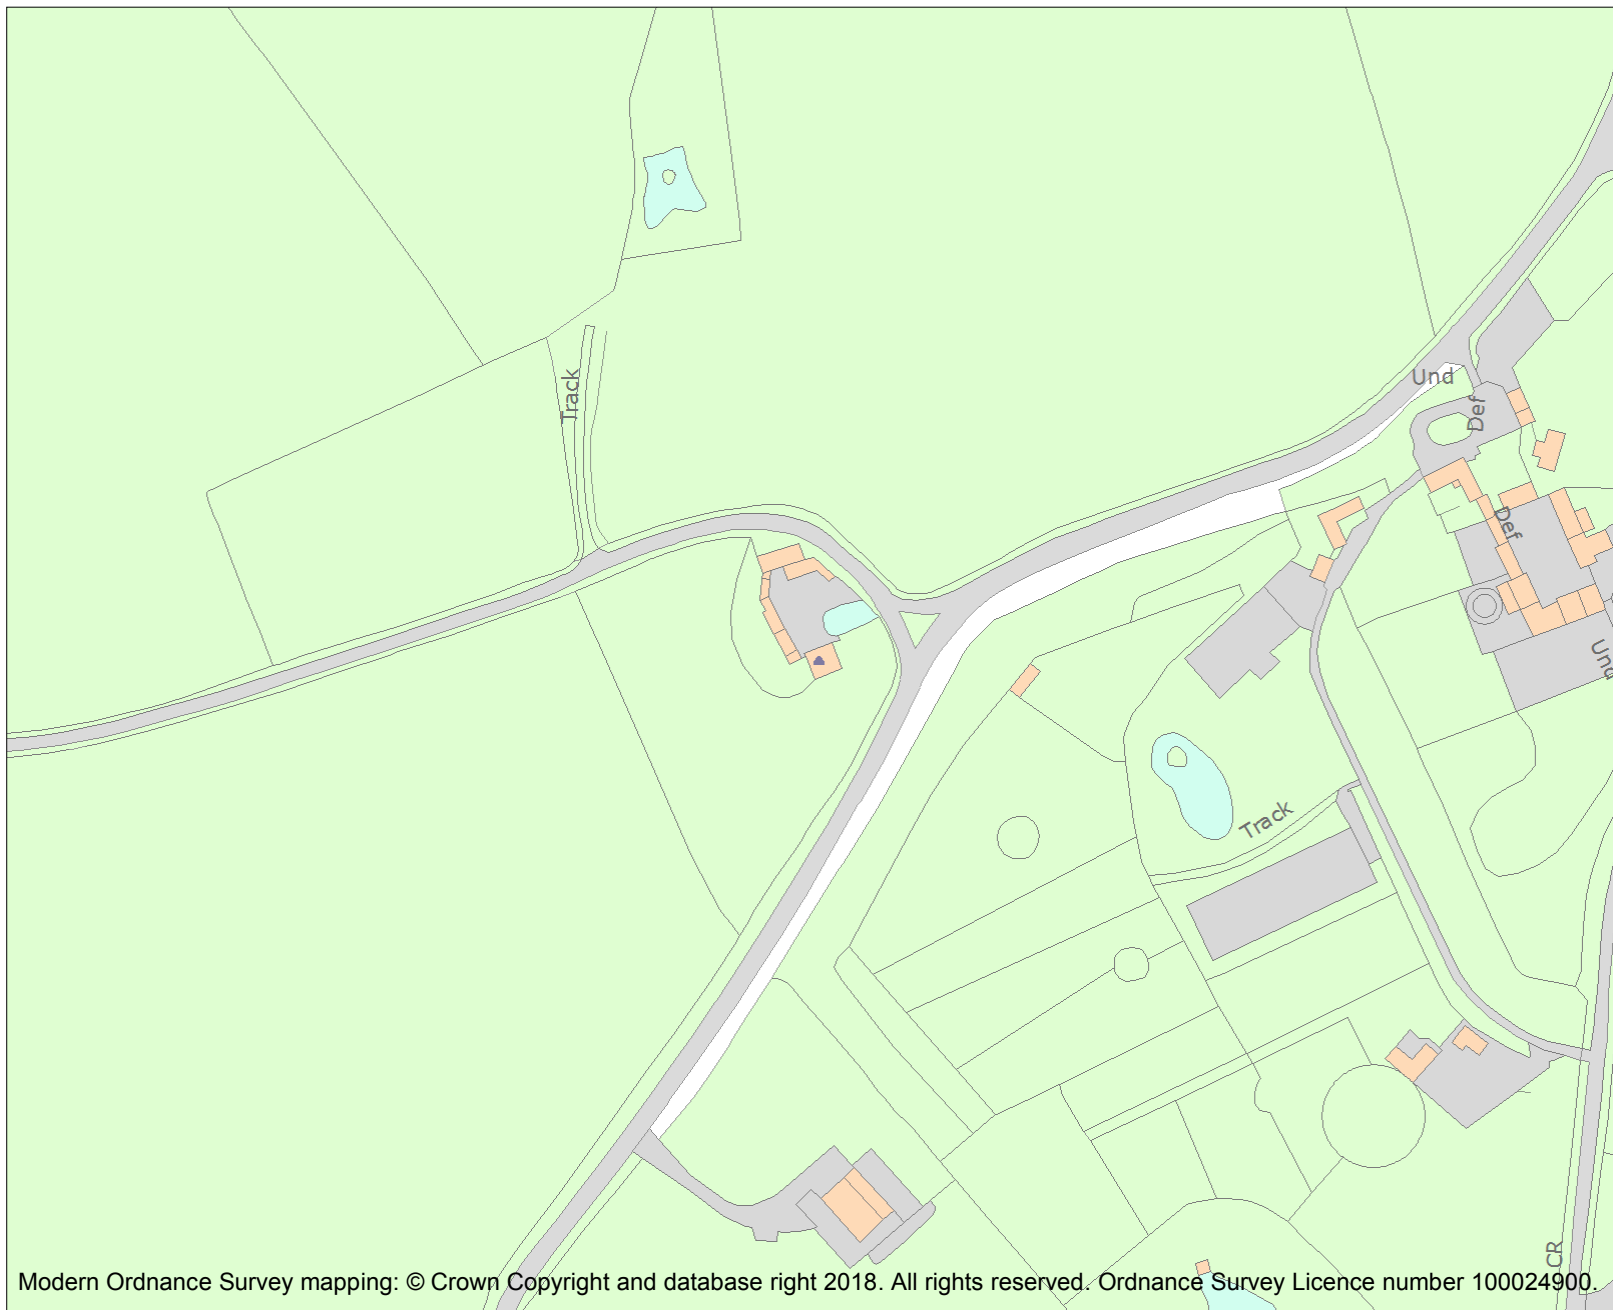 Track
Und
Def
Def
Und
Track
CR
Modern Ordnance Survey mapping: © Crown Copyright and database right 2018. All rights reserved. Ordnance Survey Licence number 100024900.